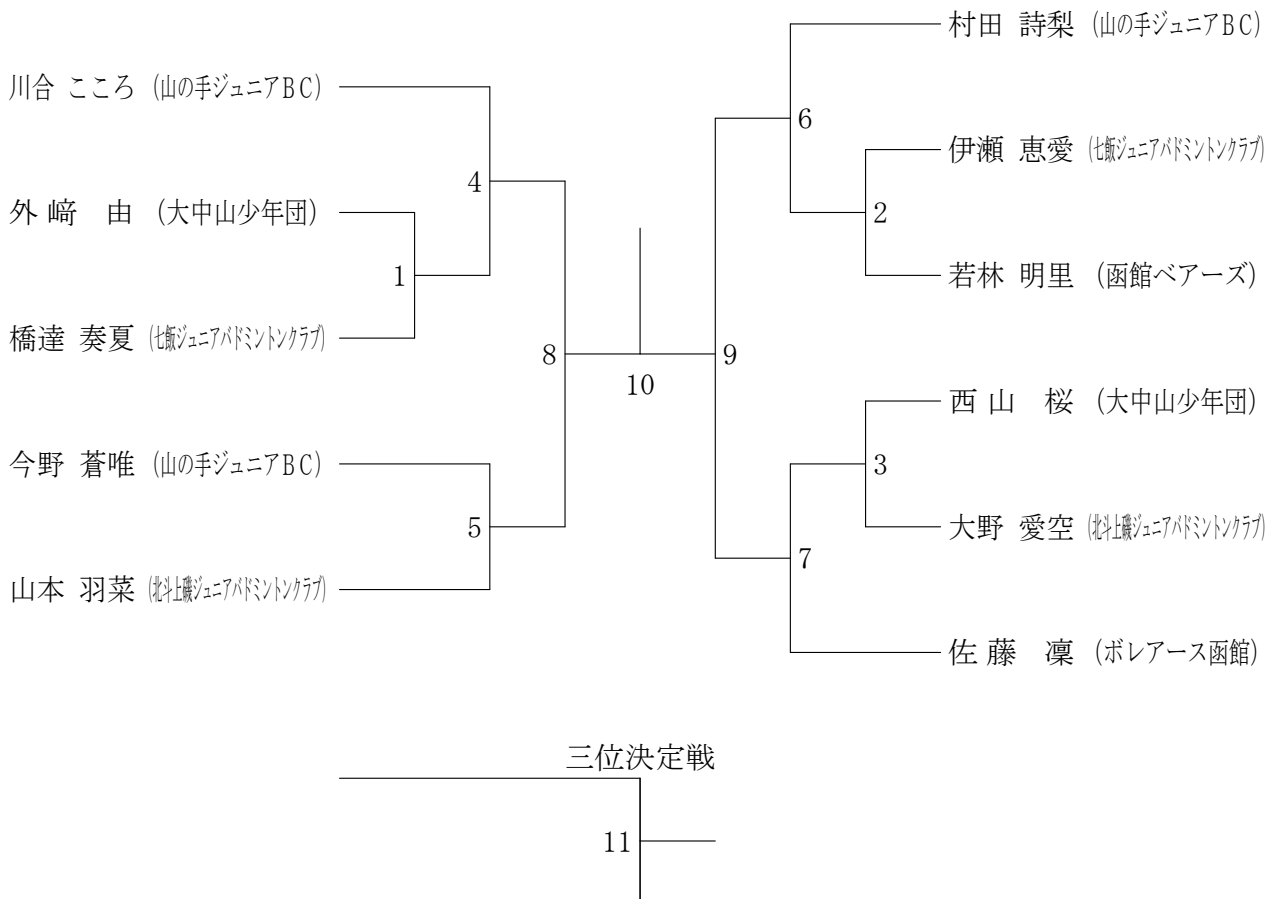 川合 こころ (山の手ジュニアBC)
外﨑 由 (大中山少年団)
橋達 奏夏 (七飯ジュニアバドミントンクラブ)
今野 蒼唯 (山の手ジュニアBC)
山本 羽菜 (北斗上磯ジュニアバドミントンクラブ)
1
4
5
8
10
村田 詩梨 (山の手ジュニアBC)
伊瀬 恵愛 (七飯ジュニアバドミントンクラブ)
若林 明里 (函館ベアーズ)
西山 桜 (大中山少年団)
大野 愛空 (北斗上磯ジュニアバドミントンクラブ)
佐藤 凜 (ボレアース函館)
6
2
9
3
7
三位決定戦
11